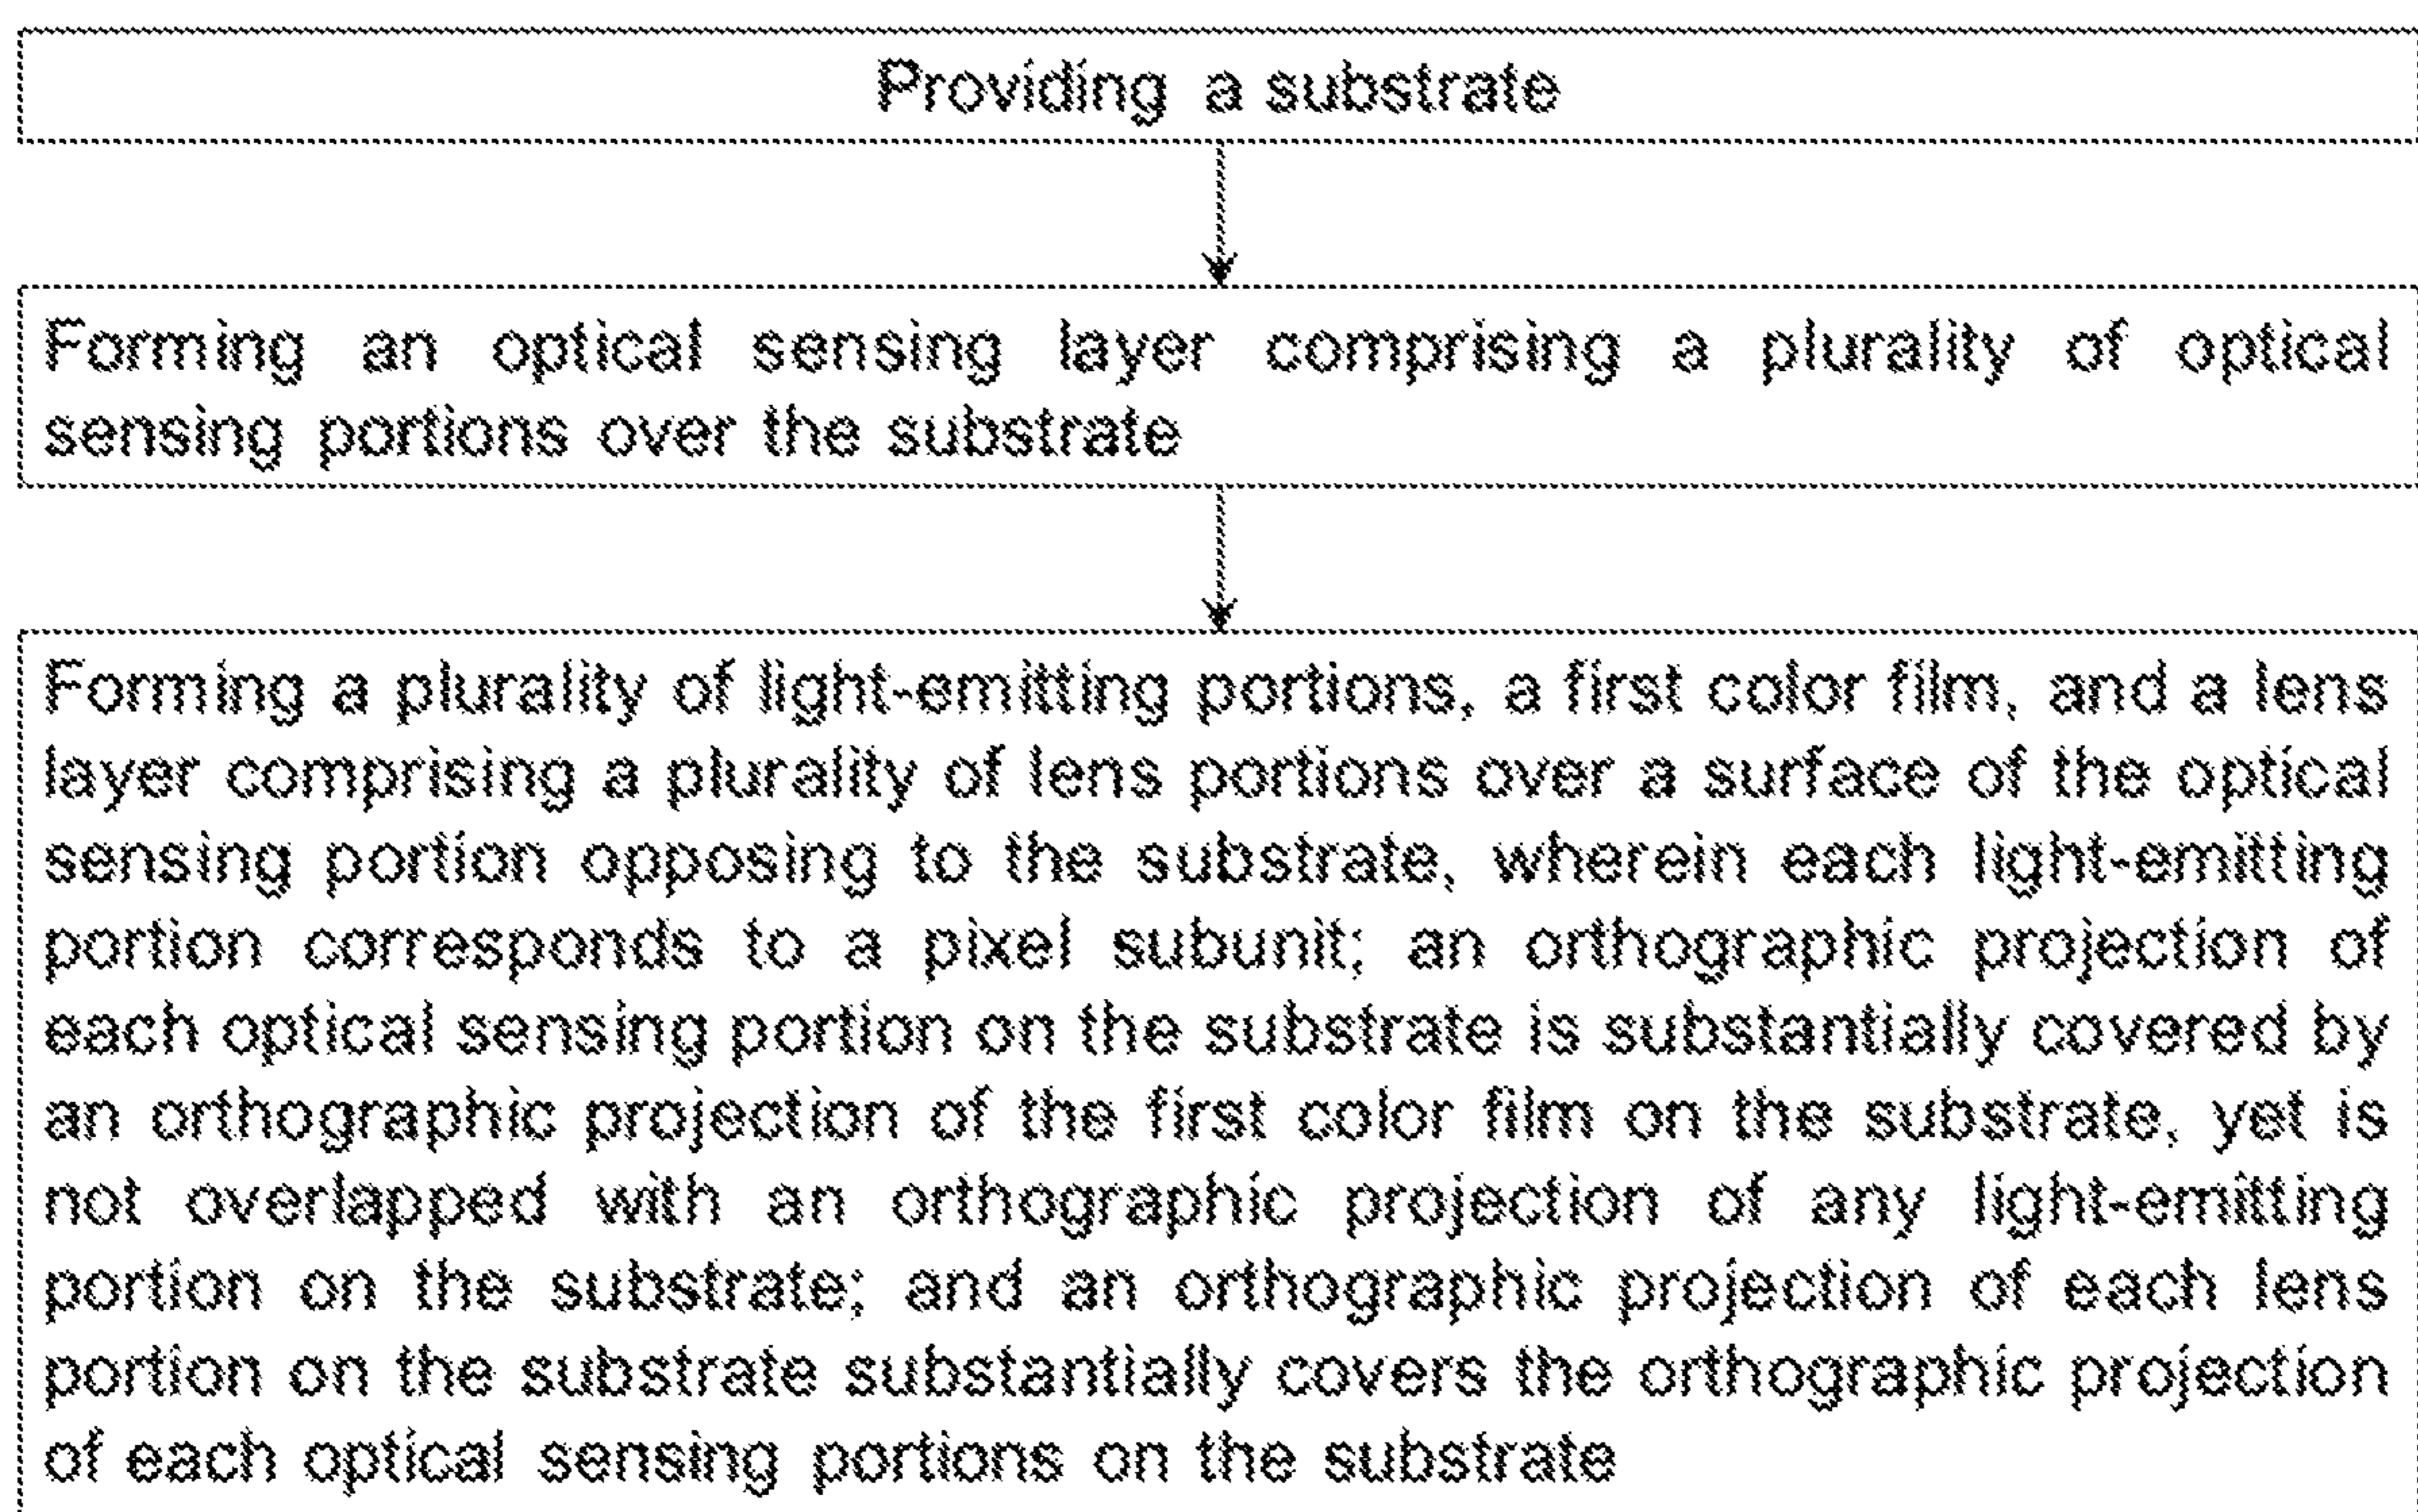 Providing a substrate
Forming an optical sensing layer comprising a plurality of optical
sensing portions over the substrate
Forming a plurality of light-emitting portions, a first color film, and a lens
layer comprising a plurality of lens portions over a surface of the optical
sensing portion opposing to the substrate, wherein each light-emitting
portion corresponds to a pixel subunit; an orthographic projection of
each optical sensing portion on the substrate is substantially covered by
an orthographic projection of the first color film on the substrate, yet is
not overlapped with an orthographic projection of any light-emitting
portion on the substrate; and an orthographic projection of each lens
portion on the substrate substantially covers the orthographic projection
of each optical sensing portions on the substrate